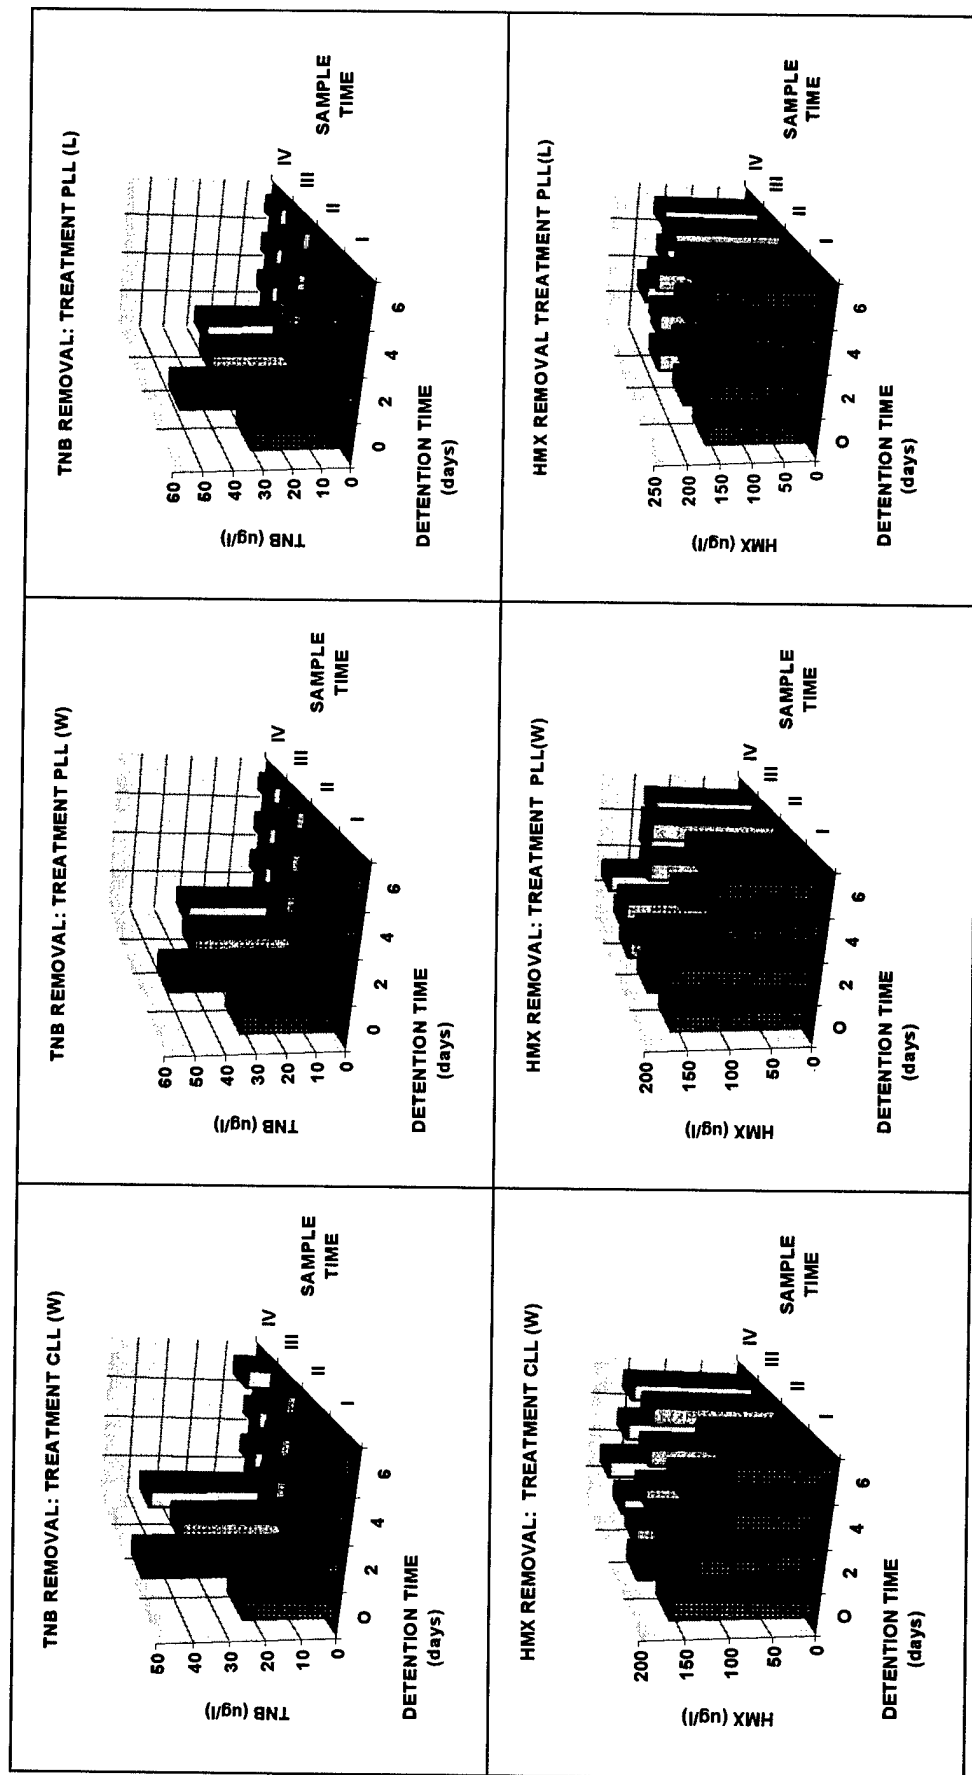 TNB REMOVAL: TREATMENT CLL (W)
TNB (ug/l)
50
40
30
20
10
0
O
2
4
6
DETENTION TIME
(days)
I
II
III
IV
SAMPLE
TIME
TNB REMOVAL: TREATMENT PLL (W)
TNB (ug/l)
60
50
40
30
20
10
0
0
2
4
6
DETENTION TIME
(days)
I
II
III
IV
SAMPLE
TIME
TNB REMOVAL: TREATMENT PLL (L)
TNB (ug/l)
60
50
40
30
20
10
0
0
2
4
6
DETENTION TIME
(days)
I
II
III
IV
SAMPLE
TIME
HMX REMOVAL: TREATMENT CLL (W)
HMX (ug/l)
200
150
100
50
0
O
2
4
6
DETENTION TIME
(days)
I
II
III
IV
SAMPLE
TIME
HMX REMOVAL: TREATMENT PLL(W)
HMX (ug/l)
200
150
100
50
0
O
2
4
6
DETENTION TIME
(days)
I
II
III
IV
SAMPLE
TIME
HMX REMOVAL TREATMENT PLL(L)
HMX (ug/l)
250
200
150
100
50
0
O
2
4
6
DETENTION TIME
(days)
I
II
III
IV
SAMPLE
TIME